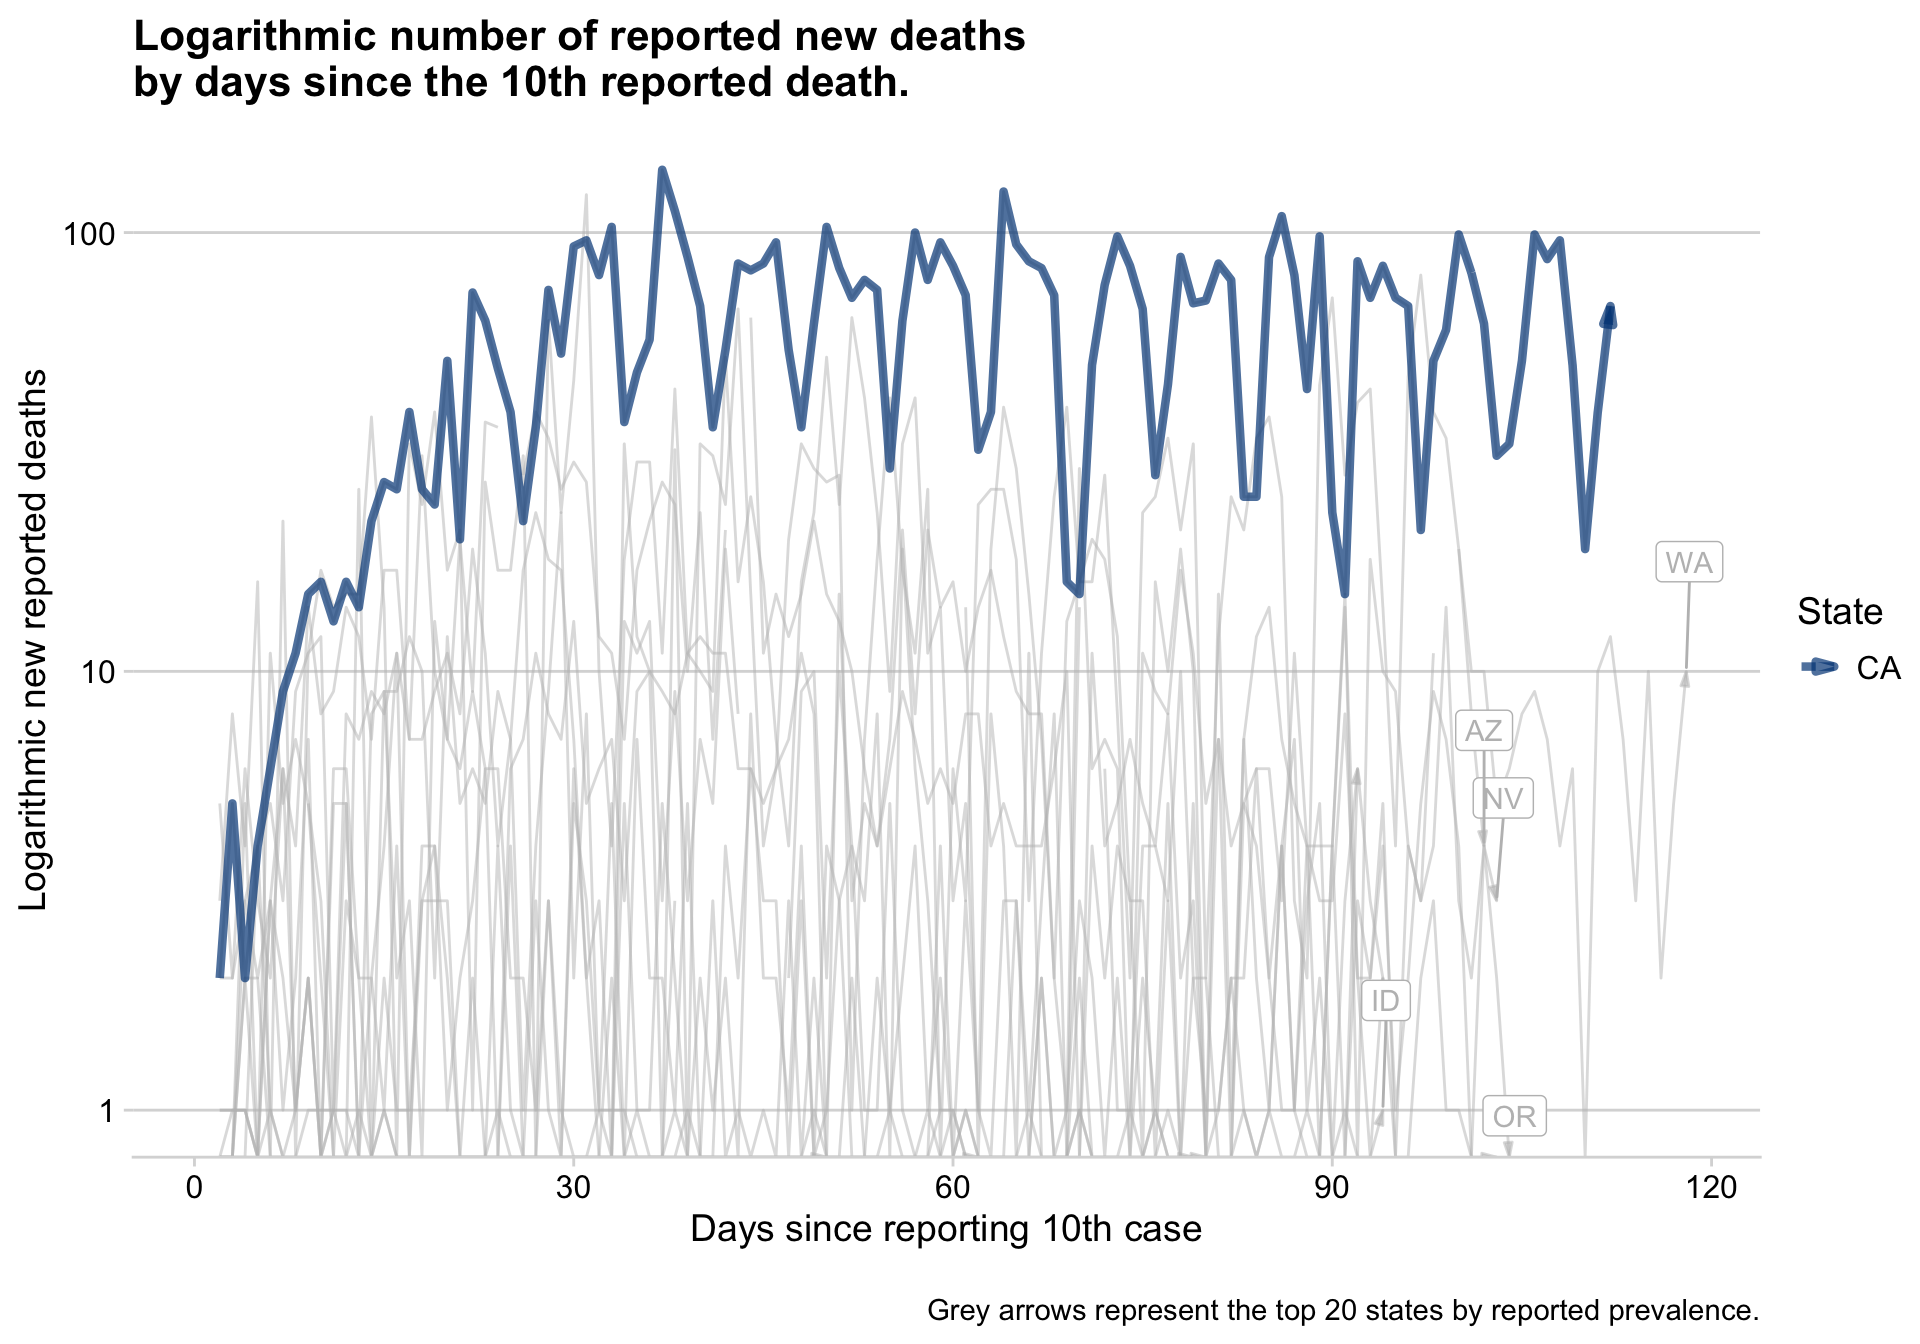 Logarithmic number of reported new deaths
by days since the 10th reported death.
Logarithmic new reported deaths
100
10
1
WA
AZ
NV
ID
OR
State
CA
0
30
60
90
120
Days since reporting 10th case
Grey arrows represent the top 20 states by reported prevalence.